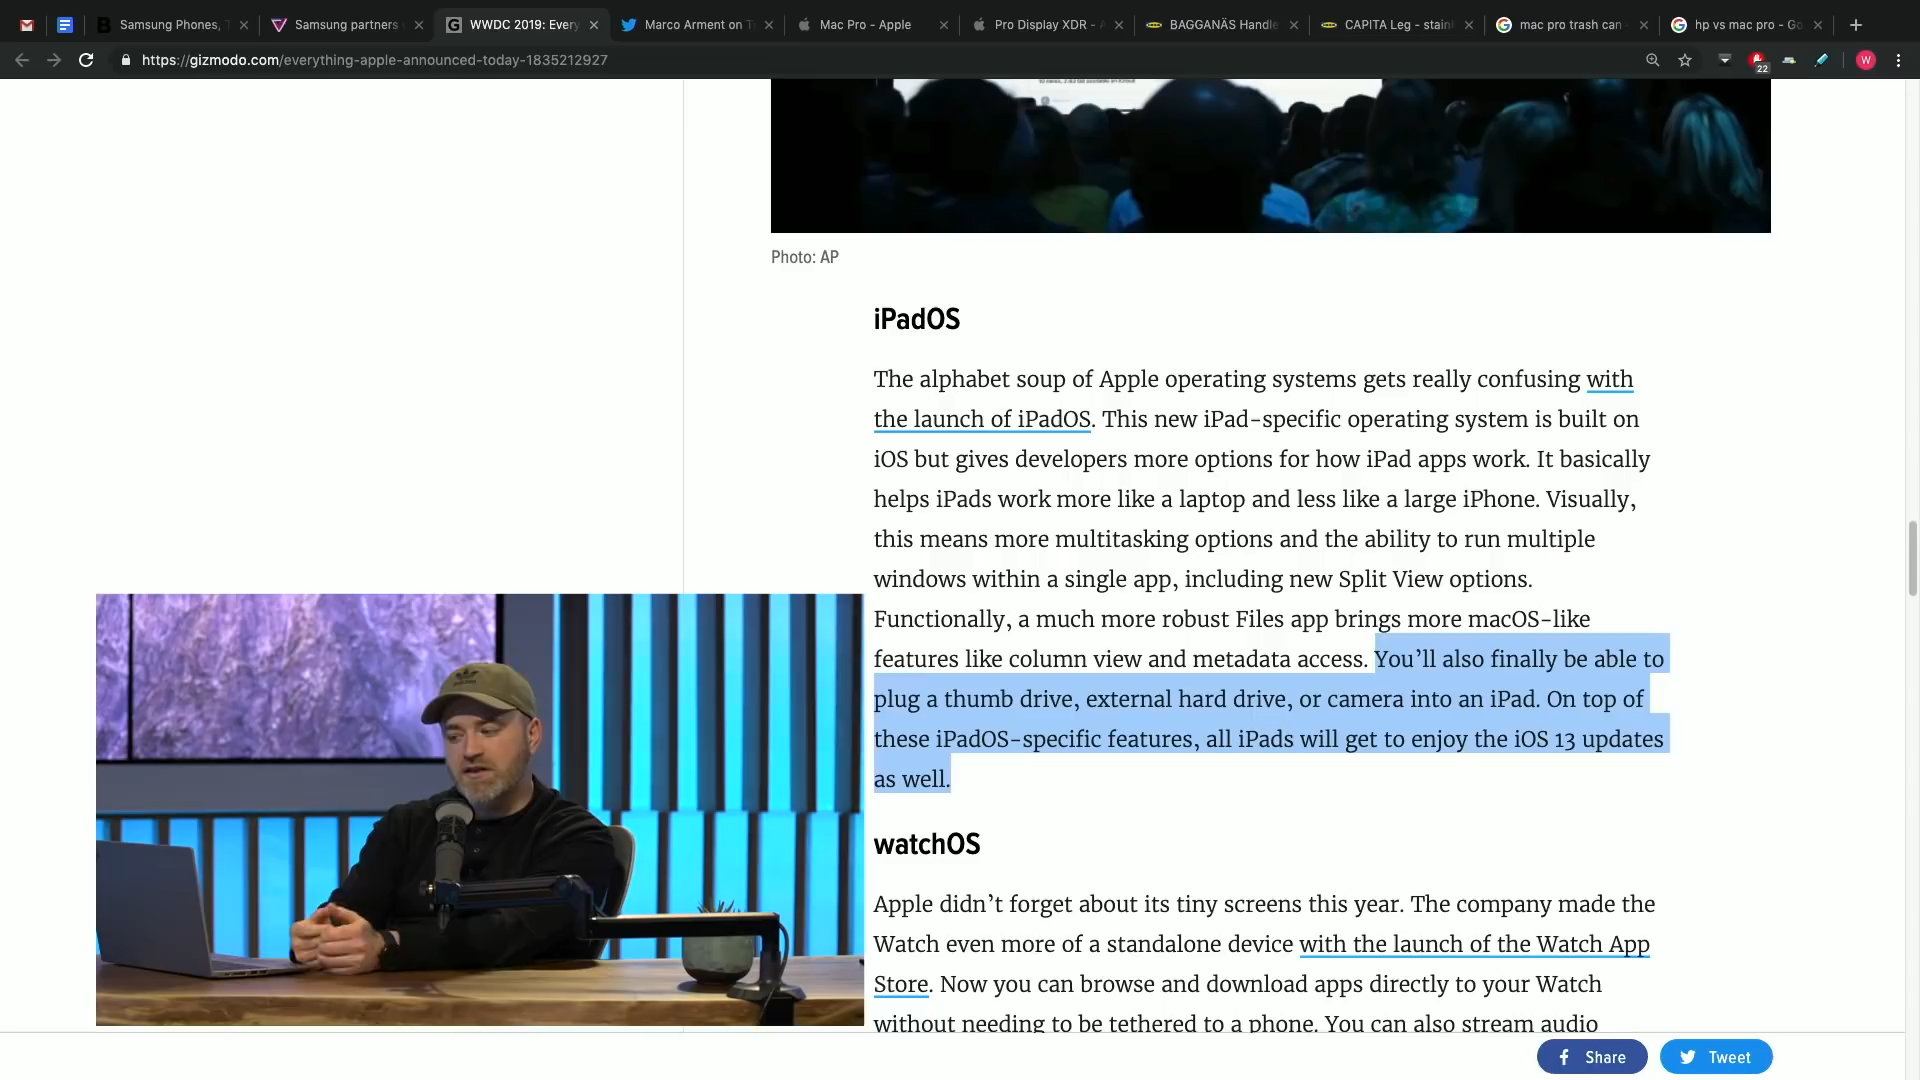 Samsung Phones, T
Samsung partners
WWDC 2019: Every
Marco Arment on T
Mac Pro - Apple
Pro Display XDR - A
BAGGANÄS Handle
CAPITA Leg - stainl
mac pro trash can
hp vs mac pro - Go
https://gizmodo.com/everything-apple-announced-today-1835212927
22
W
Photo: AP
iPadOS
The alphabet soup of Apple operating systems gets really confusing with
the launch of iPadOS. This new iPad-specific operating system is built on
iOS but gives developers more options for how iPad apps work. It basically
helps iPads work more like a laptop and less like a large iPhone. Visually,
this means more multitasking options and the ability to run multiple
windows within a single app, including new Split View options.
Functionally, a much more robust Files app brings more macOS-like
features like column view and metadata access. You’ll also finally be able to
plug a thumb drive, external hard drive, or camera into an iPad. On top of
these iPadOS-specific features, all iPads will get to enjoy the iOS 13 updates
as well.
watchOS
Apple didn’t forget about its tiny screens this year. The company made the
Watch even more of a standalone device with the launch of the Watch App
Store. Now you can browse and download apps directly to your Watch
without needing to be tethered to a phone. You can also stream audio
Share
Tweet